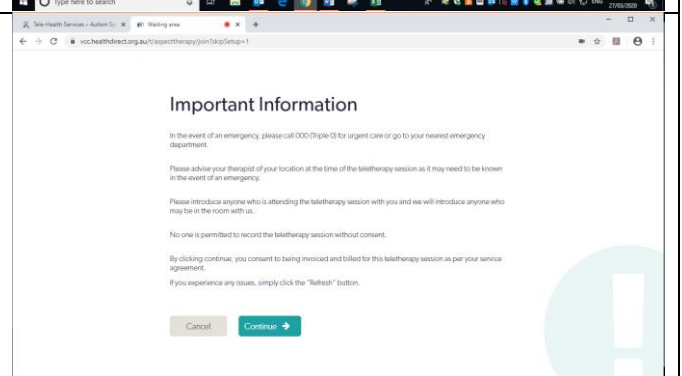 Type here to search
27/03/2020
Tele-Health Services – Autism Sp
Waiting area
vcc.healthdirect.org.au/t/aspecttherapy/join?skipSetup=1
Important Information
In the event of an emergency, please call 000 (Triple 0) for urgent care or go to your nearest emergency
department.
Please advise your therapist of your location at the time of the teletherapy session as it may need to be known
in the event of an emergency.
Please introduce anyone who is attending the teletherapy session with you and we will introduce anyone who
may be in the room with us.
No one is permitted to record the teletherapy session without consent.
By clicking continue, you consent to being invoiced and billed for this teletherapy session as per your service
agreement.
If you experience any issues, simply click the "Refresh" button.
Cancel Continue